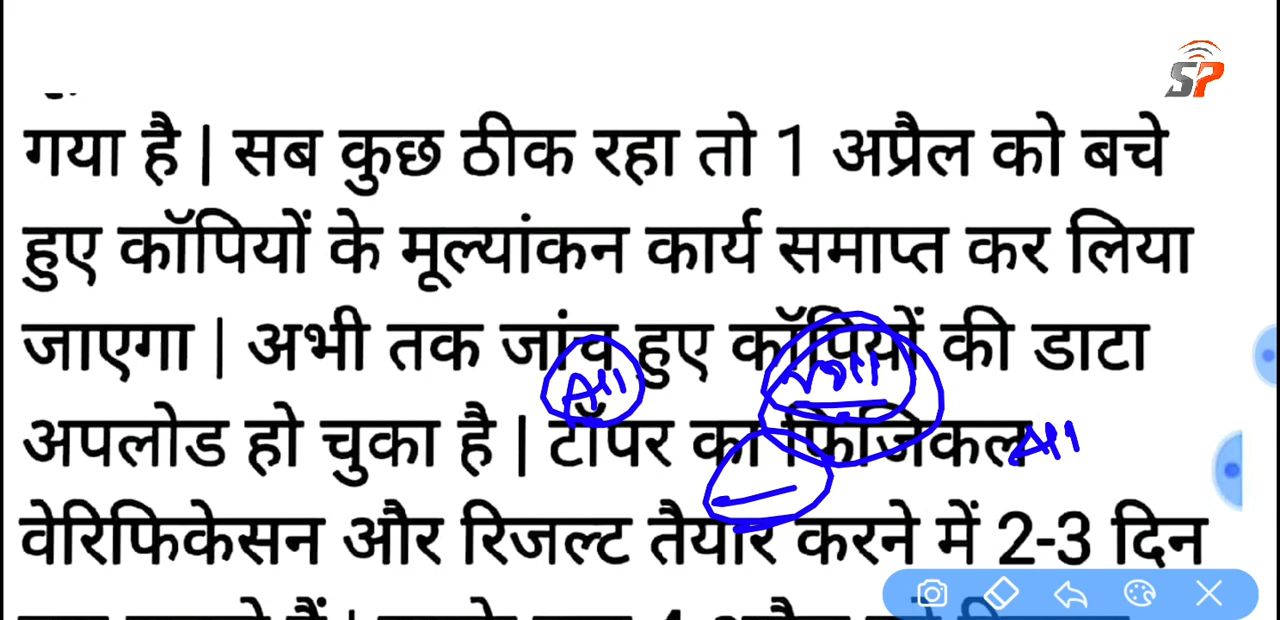 SP
गया है | सब कुछ ठीक रहा तो 1 अप्रैल को बचे
हुए कॉपियों के मूल्यांकन कार्य समाप्त कर लिया
जाएगा | अभी तक जांच हुए कॉपियों की डाटा
अपलोड हो चुका है | टॉपर का फिजिकल
वेरिफिकेसन और रिजल्ट तैयार करने में 2-3 दिन